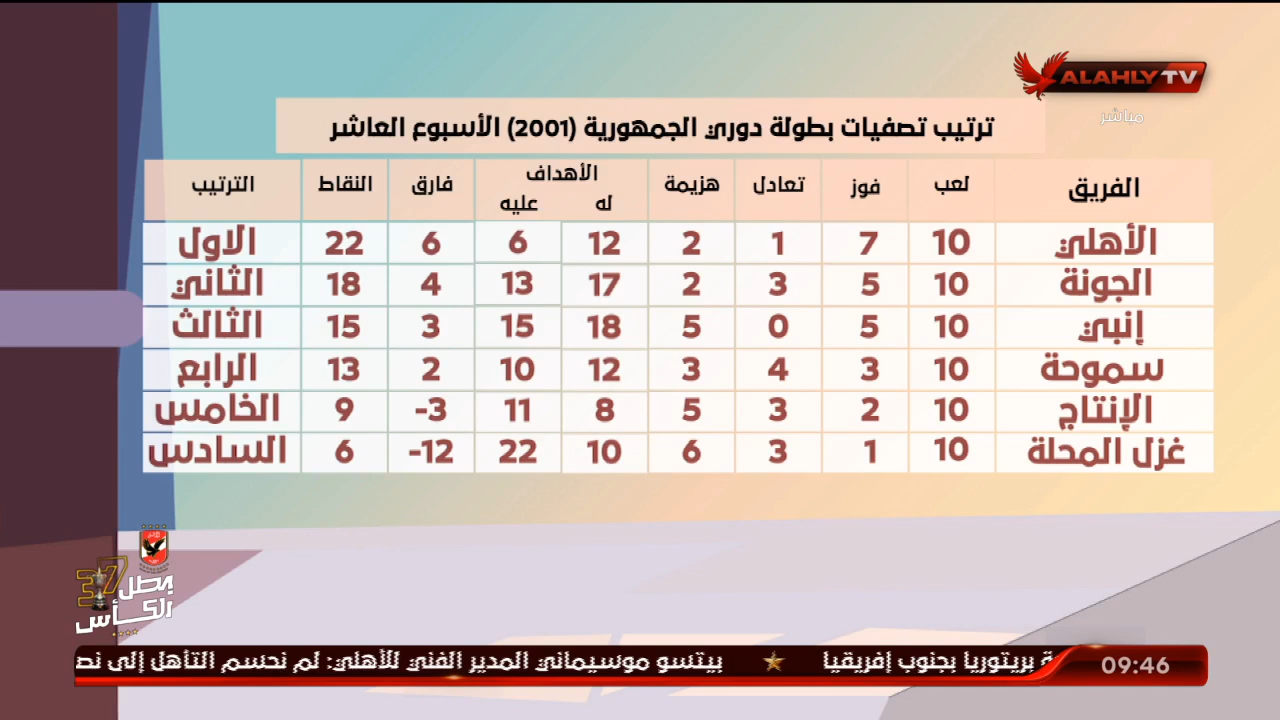 ALAHLY TV
مباشر
ترتيب تصفيات بطولة دوري الجمهورية (2001) الأسبوع العاشر
الفريق لعب فوز تعادل هزيمة الأهداف له عليه فارق النقاط الترتيب
الأهلي 10 7 1 2 12 6 6 22 الاول
الجونة 10 5 3 2 17 13 4 18 الثاني
إنبي 10 5 0 5 18 15 3 15 الثالث
سموحة 10 3 4 3 12 10 2 13 الرابع
الإنتاج 10 2 3 5 8 11 -3 9 الخامس
غزل المحلة 10 1 3 6 10 22 -12 6 السادس
بطل 37
الكأس
09:46
ة بريتوريا بجنوب إفريقيا بيتسو موسيماني المدير الفني للأهلي: لم نحسم التأهل إلى نص